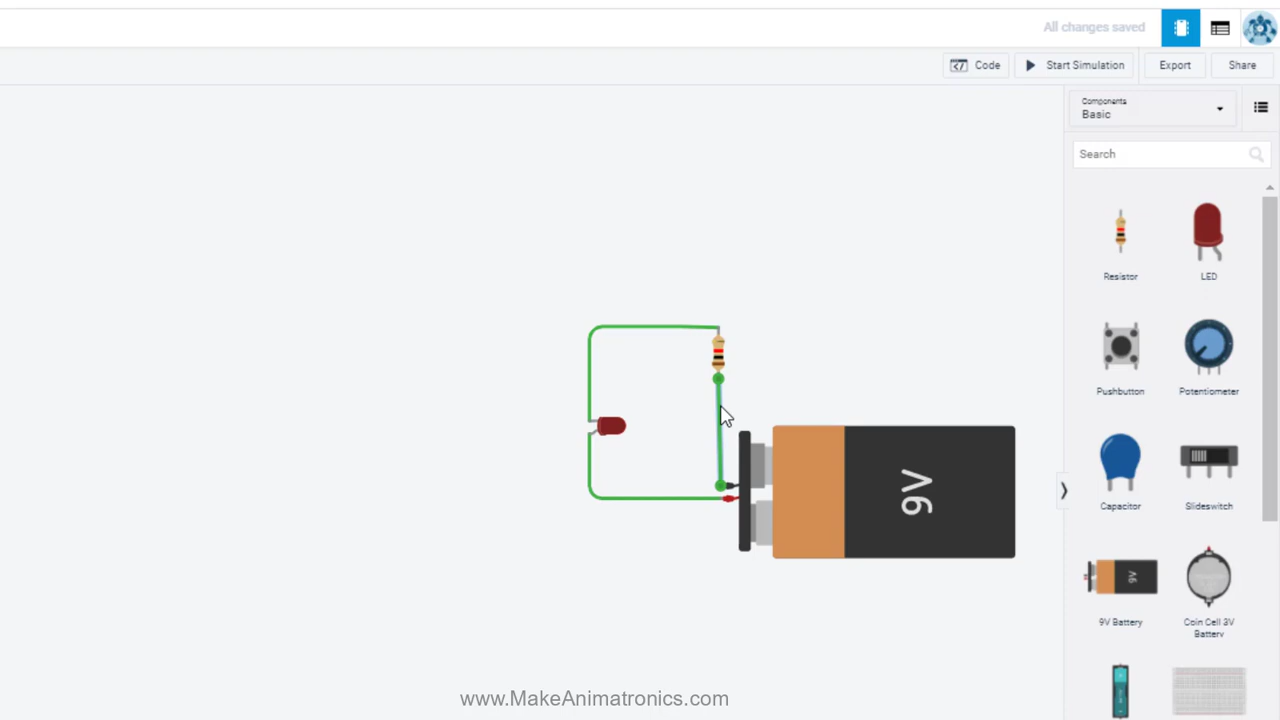 All changes saved
Code
Start Simulation
Export
Share
Components
Basic
Search
Resistor
LED
Pushbutton
Potentiometer
Capacitor
Slideswitch
9V
9V
9V Battery
Coin Cell 3V
Battery
www.MakeAnimatronics.com